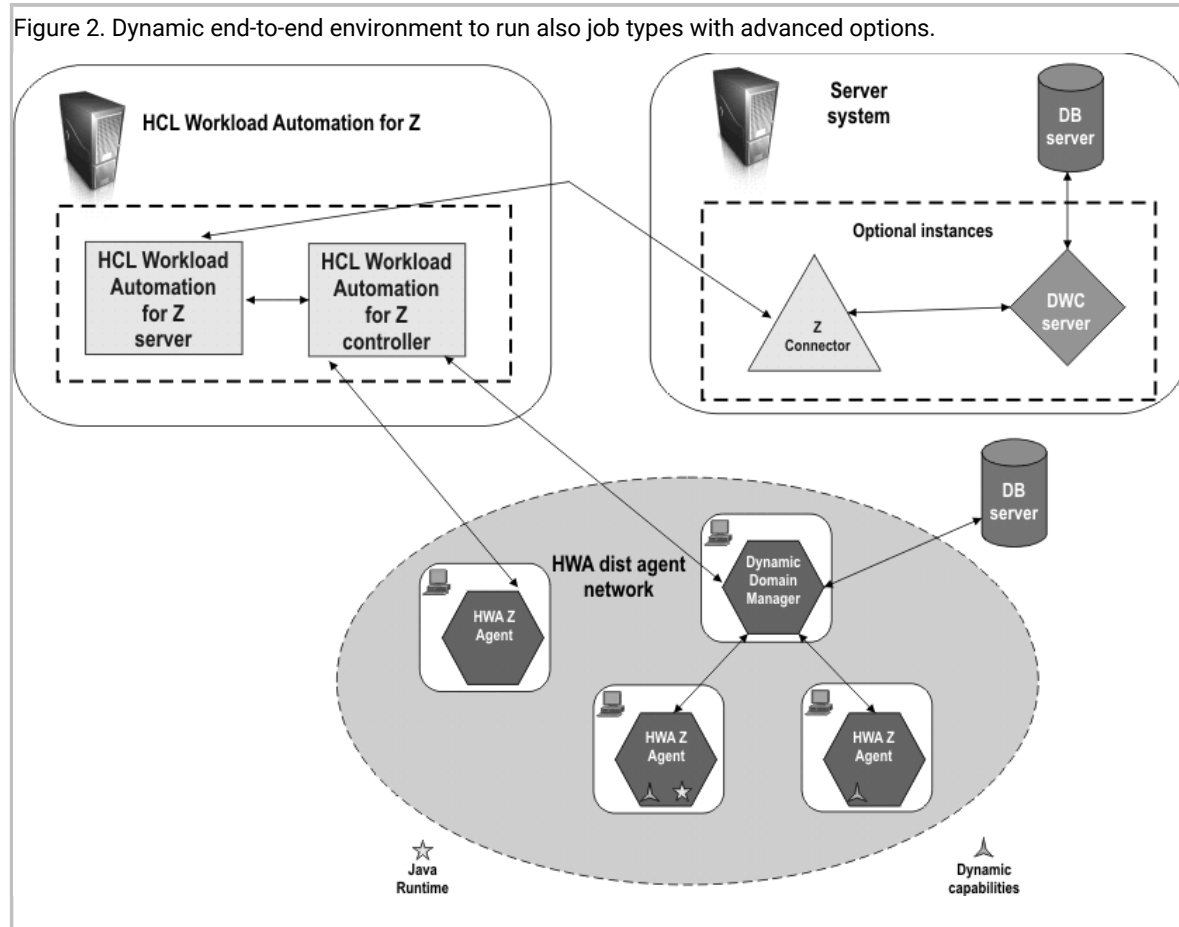 Figure 2. Dynamic end-to-end environment to run also job types with advanced options.
HCL Workload Automation for Z
HCL Workload
Automation
for Z
server
HCL Workload
Automation
for Z
controller
Server
system
DB
server
Optional instances
Z
Connector
DWC
server
DB
server
HWA dist agent
network
Dynamic
Domain
Manager
HWA Z
Agent
HWA Z
Agent
HWA Z
Agent
Java
Runtime
Dynamic
capabilities